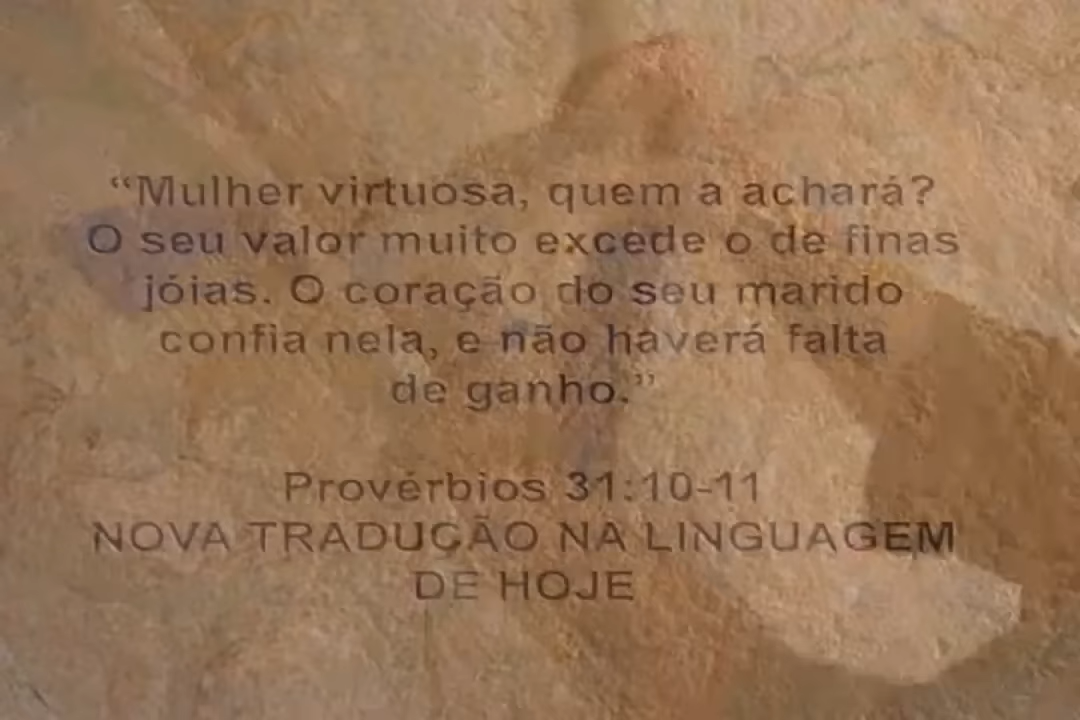 “Mulher virtuosa, quem a achará?
O seu valor muito excede o de finas
jóias. O coração do seu marido
confia nela, e não haverá falta
de ganho.”
Provérbios 31:10-11
NOVA TRADUÇÃO NA LINGUAGEM
DE HOJE